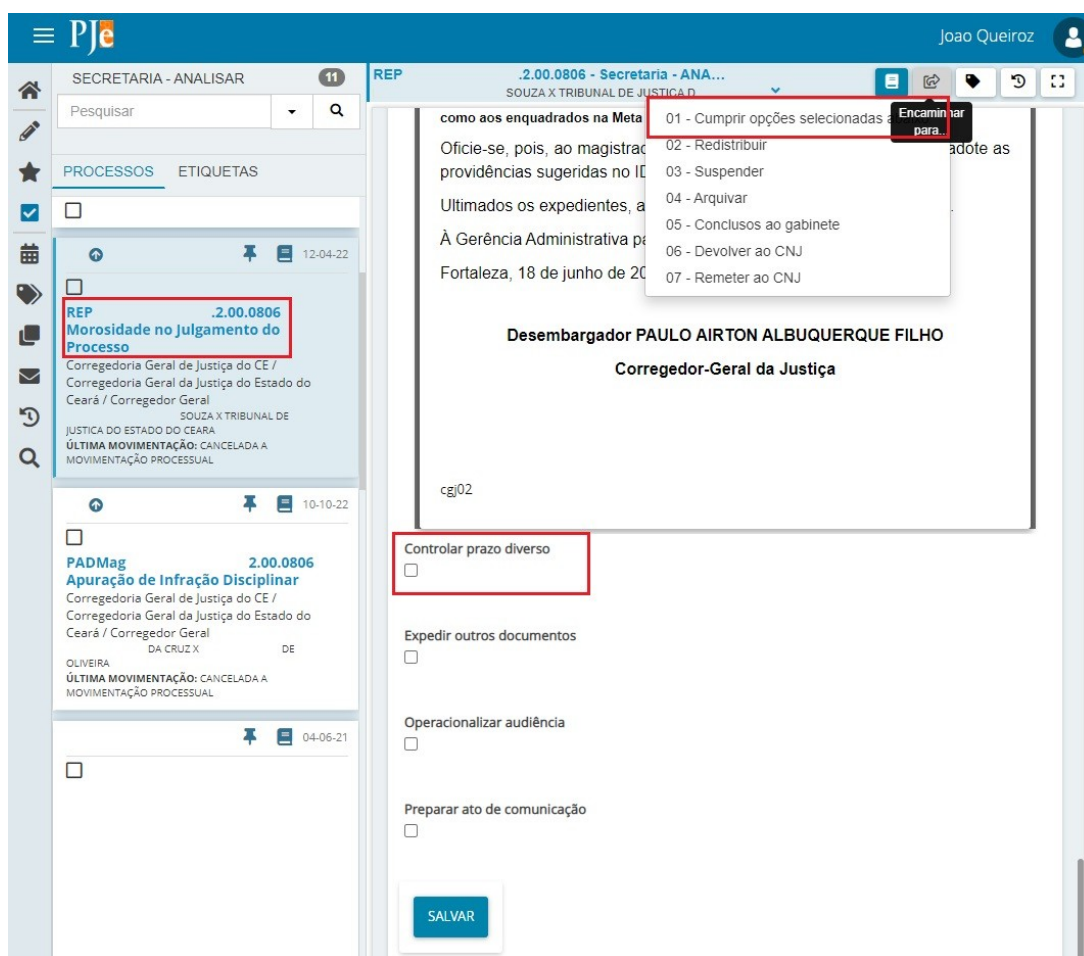 PJe
Joao Queiroz
SECRETARIA - ANALISAR 11
Pesquisar
PROCESSOS ETIQUETAS
12-04-22
REP .2.00.0806
Morosidade no Julgamento do
Processo
Corregedoria Geral de Justiça do CE /
Corregedoria Geral da Justiça do Estado do
Ceará / Corregedor Geral
SOUZA X TRIBUNAL DE
JUSTICA DO ESTADO DO CEARA
ÚLTIMA MOVIMENTAÇÃO: CANCELADA A
MOVIMENTAÇÃO PROCESSUAL
10-10-22
PADMag 2.00.0806
Apuração de Infração Disciplinar
Corregedoria Geral de Justiça do CE /
Corregedoria Geral da Justiça do Estado do
Ceará / Corregedor Geral
DA CRUZ X DE
OLIVEIRA
ÚLTIMA MOVIMENTAÇÃO: CANCELADA A
MOVIMENTAÇÃO PROCESSUAL
04-06-21
REP .2.00.0806 - Secretaria - ANA...
SOUZA X TRIBUNAL DE JUSTIÇA D
Encaminhar
para...
01 - Cumprir opções selecionadas
02 - Redistribuir
03 - Suspender
04 - Arquivar
05 - Conclusos ao gabinete
06 - Devolver ao CNJ
07 - Remeter ao CNJ
como aos enquadrados na Meta
Oficie-se, pois, ao adote as
providências sugeridas no
Ultimados os expedientes,
À Gerência Administrativa
Fortaleza, 18 de junho de
Desembargador PAULO AIRTON ALBUQUERQUE FILHO
Corregedor-Geral da Justiça
cgj02
Controlar prazo diverso
Expedir outros documentos
Operacionalizar audiência
Preparar ato de comunicação
SALVAR